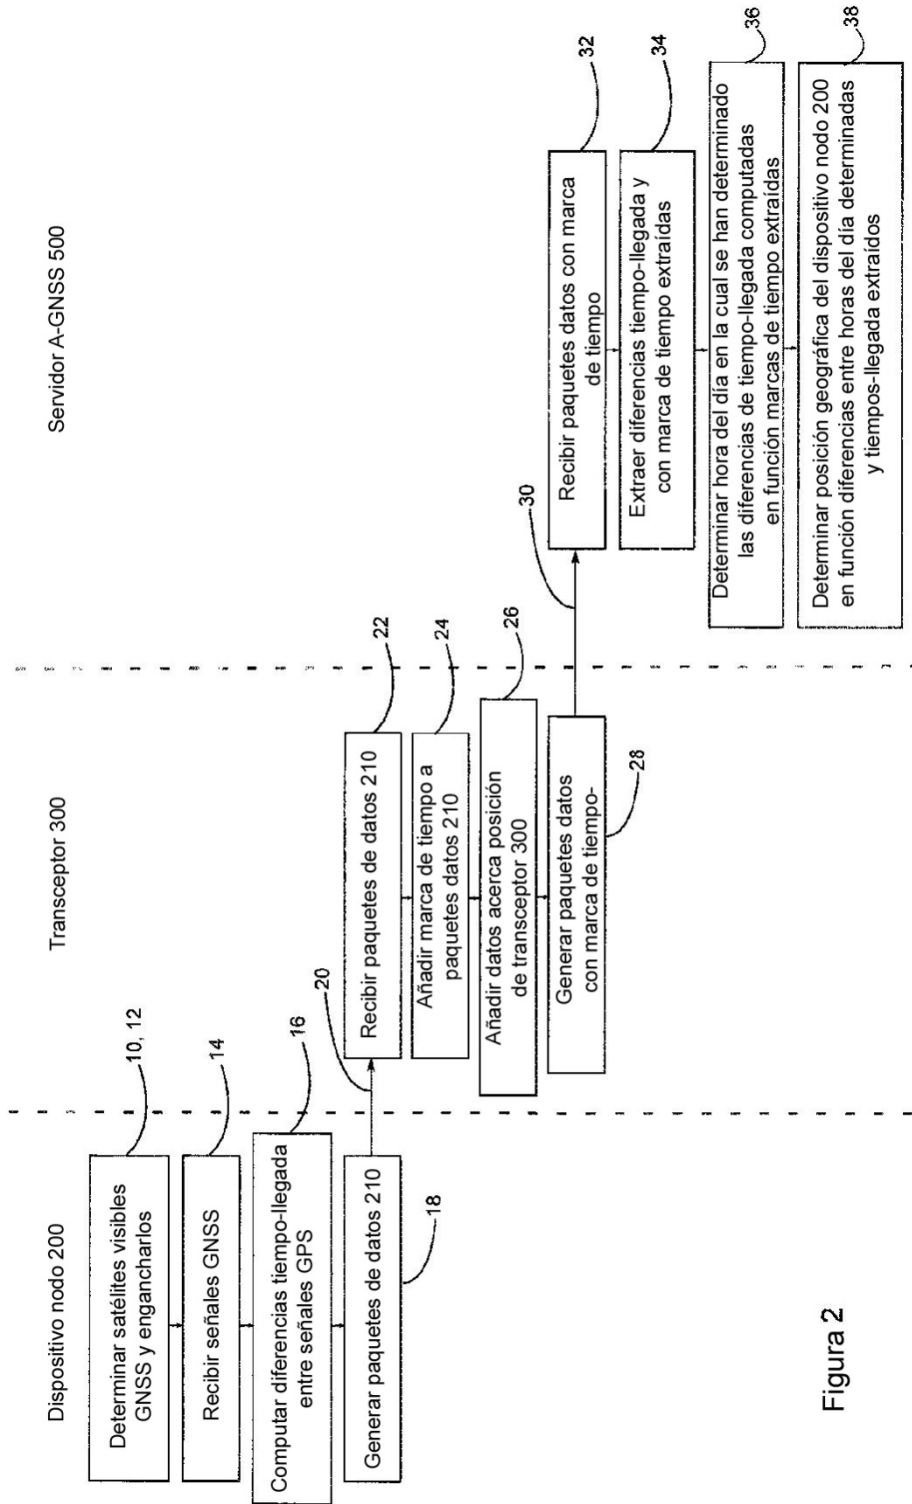 Dispositivo nodo 200
Determinar satélites visibles
GNSS y engancharlos
10, 12
Recibir señales GNSS
14
Computar diferencias tiempo-llegada
entre señales GPS
16
Generar paquetes de datos 210
18
20
Transceptor 300
Recibir paquetes de datos 210
22
Añadir marca de tiempo a
paquetes datos 210
24
Añadir datos acerca posición
de transceptor 300
26
Generar paquetes datos
con marca de tiempo-
28
30
Servidor A-GNSS 500
Recibir paquetes datos con marca
de tiempo
32
Extraer diferencias tiempo-llegada y
con marca de tiempo extraídas
34
Determinar hora del día en la cual se han determinado
las diferencias de tiempo-llegada computadas
en función marcas de tiempo extraídas
36
Determinar posición geográfica del dispositivo nodo 200
en función diferencias entre horas del día determinadas
y tiempos-llegada extraídos
38
Figura 2